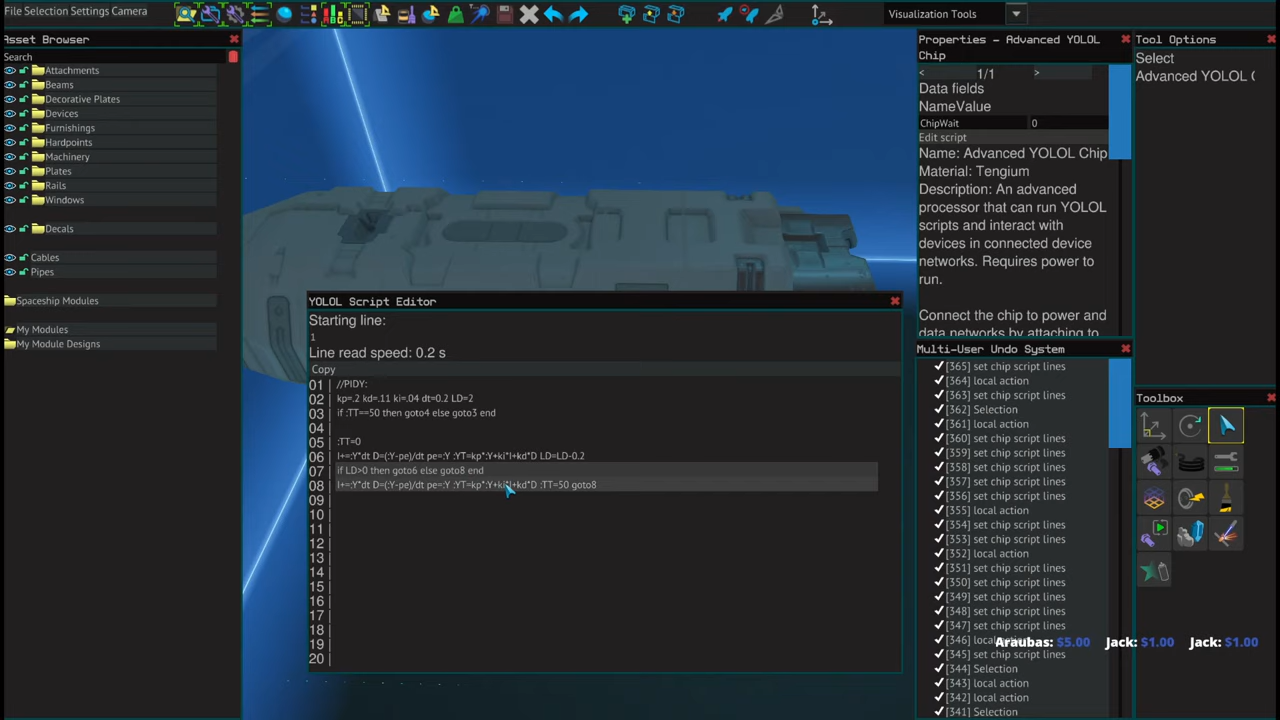 File Selection Settings Camera
Visualization Tools
Asset Browser
Search
Attachments
Beams
Decorative Plates
Devices
Furnishings
Hardpoints
Machinery
Plates
Rails
Windows
Decals
Cables
Pipes
Spaceship Modules
My Modules
My Module Designs
YOLOL Script Editor
Starting line:
1
Line read speed: 0.2 s
Copy
01 //PIDY:
02 kp=.2 kd=.11 ki=.04 dt=0.2 LD=2
03 if :TT==50 then goto4 else goto3 end
04
05 :TT=0
06 I+=:Y*dt D=(:Y-pe)/dt pe=:Y :YT=kp*:Y+ki*I+kd*D LD=LD-0.2
07 if LD>0 then goto6 else goto8 end
08 I+=:Y*dt D=(:Y-pe)/dt pe=:Y :YT=kp*:Y+ki*I+kd*D :TT=50 goto8
09
10
11
12
13
14
15
16
17
18
19
20
Properties - Advanced YOLOL
Chip
< 1/1 >
Data fields
NameValue
ChipWait 0
Edit script
Name: Advanced YOLOL Chip
Material: Tengium
Description: An advanced
processor that can run YOLOL
scripts and interact with
devices in connected device
networks. Requires power to
run.
Connect the chip to power and
data networks by attaching to
Tool Options
Select
Advanced YOLOL
Multi-User Undo System
[365] set chip script lines
[364] local action
[363] set chip script lines
[362] Selection
[361] local action
[360] set chip script lines
[359] set chip script lines
[358] set chip script lines
[357] set chip script lines
[356] set chip script lines
[355] local action
[354] set chip script lines
[353] set chip script lines
[352] local action
[351] set chip script lines
[350] set chip script lines
[349] set chip script lines
[348] set chip script lines
[347] set chip script lines
[346] local
[345] set chip script lines
[344] Selection
[343] local action
[342] local action
[341] Selection
Toolbox
Araubas: $5.00 Jack: $1.00 Jack: $1.00